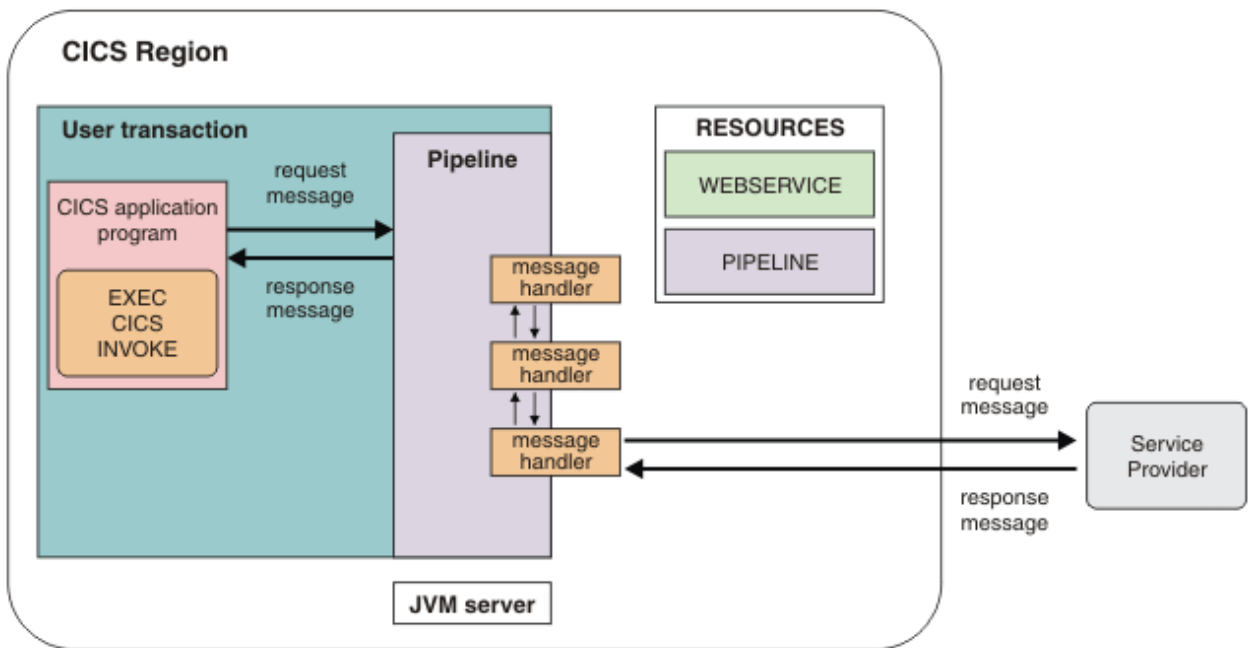 CICS Region
User transaction
CICS application
program
EXEC
CICS
INVOKE
request
message
response
message
Pipeline
message
handler
message
handler
message
handler
RESOURCES
WEBSERVICE
PIPELINE
request
message
response
message
Service
Provider
JVM server